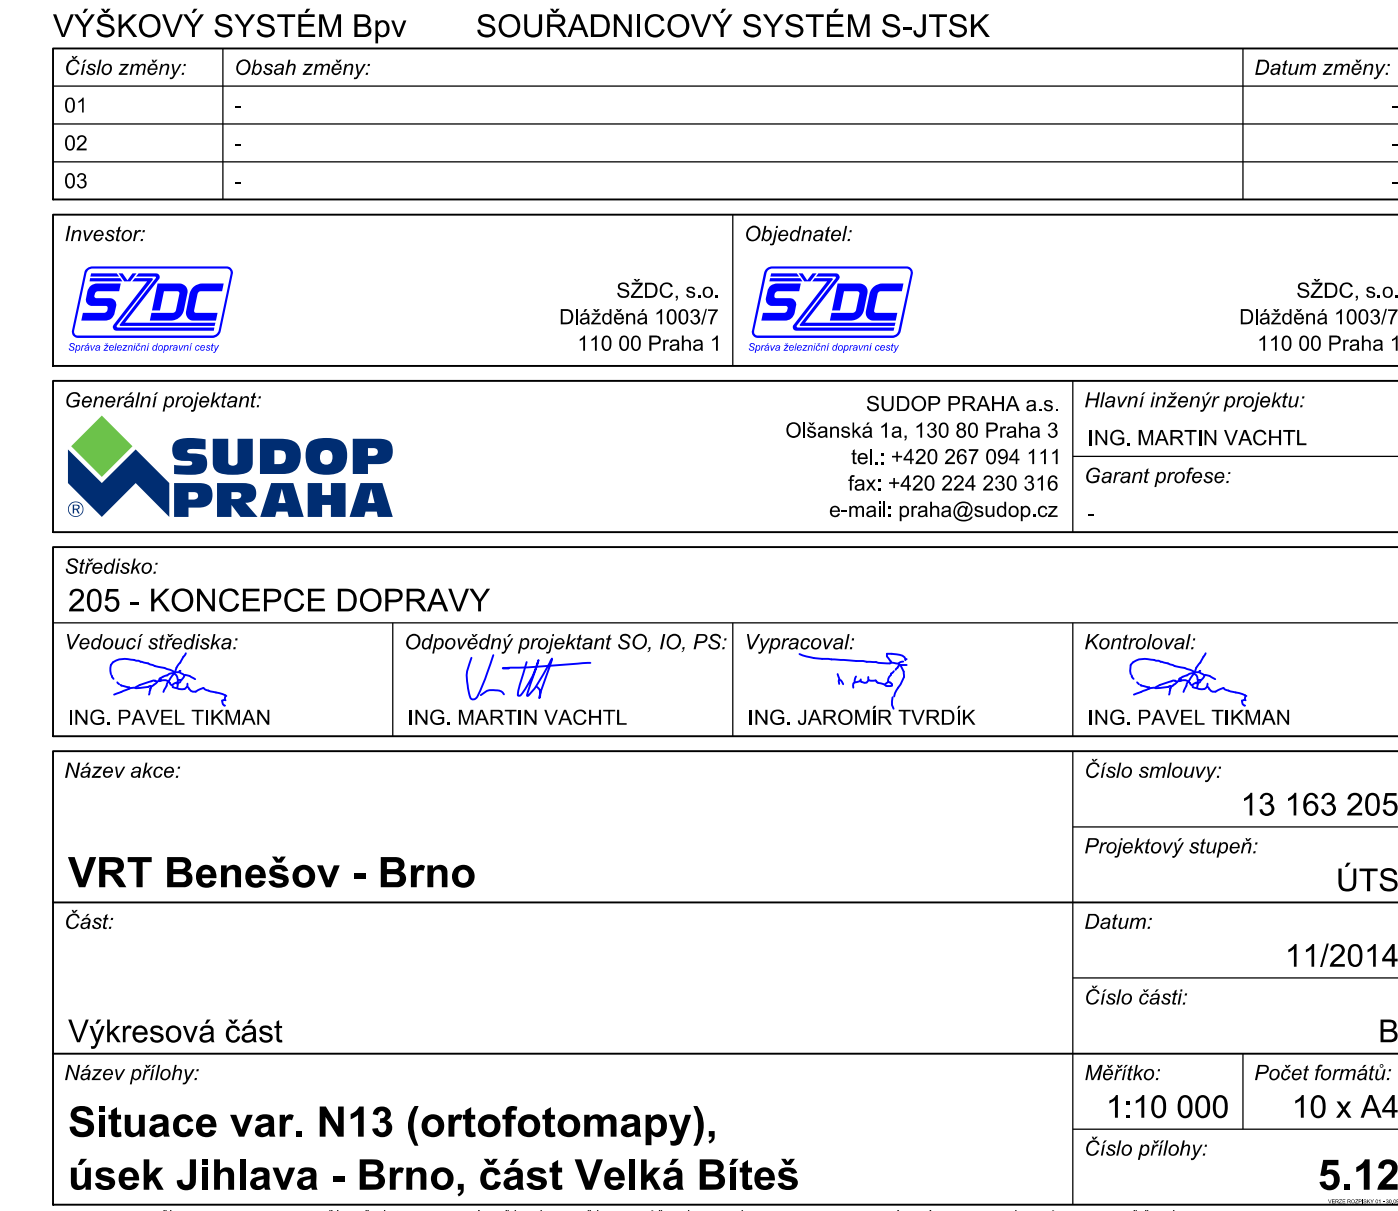 VÝŠKOVÝ SYSTÉM Bpv SOUŘADNICOVÝ SYSTÉM S-JTSK
Číslo změny: Obsah změny: Datum změny:
01 - -
02 - -
03 - -
Investor: Objednatel:
SŽDC
Správa železniční dopravní cesty
SŽDC, s.o.
Dlážděná 1003/7
110 00 Praha 1
SŽDC
Správa železniční dopravní cesty
SŽDC, s.o.
Dlážděná 1003/7
110 00 Praha 1
Generální projektant:
SUDOP
PRAHA
®
SUDOP PRAHA a.s.
Olšanská 1a, 130 80 Praha 3
tel.: +420 267 094 111
fax: +420 224 230 316
e-mail: praha@sudop.cz
Hlavní inženýr projektu:
ING. MARTIN VACHTL
Garant profese:
-
Středisko:
205 - KONCEPCE DOPRAVY
Vedoucí střediska:
ING. PAVEL TIKMAN
Odpovědný projektant SO, IO, PS:
ING. MARTIN VACHTL
Vypracoval:
ING. JAROMÍR TVRDÍK
Kontroloval:
ING. PAVEL TIKMAN
Název akce:
VRT Benešov - Brno
Číslo smlouvy:
13 163 205
Projektový stupeň:
ÚTS
Část:
Výkresová část
Datum:
11/2014
Číslo části:
B
Název přílohy:
Situace var. N13 (ortofotomapy),
úsek Jihlava - Brno, část Velká Bíteš
Měřítko:
1:10 000
Počet formátů:
10 x A4
Číslo přílohy:
5.12